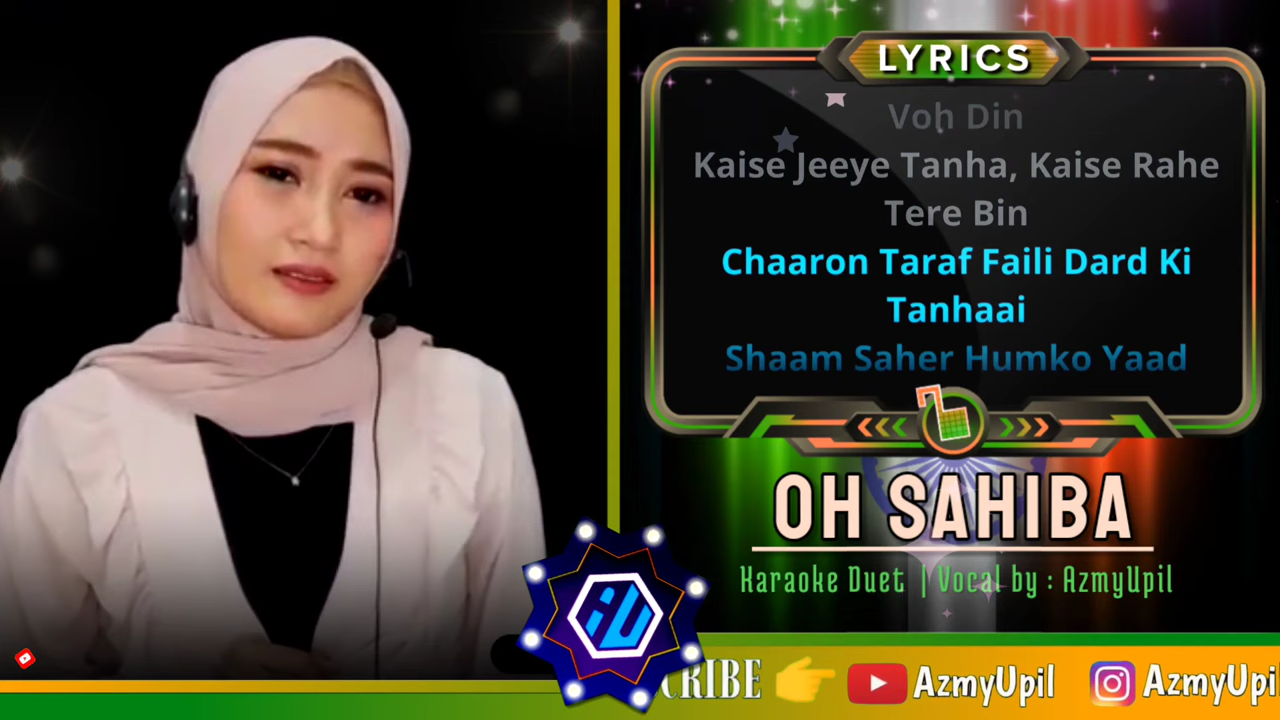 LYRICS
Voh Din
Kaise Jeeye Tanha, Kaise Rahe
Tere Bin
Chaaron Taraf Faili Dard Ki
Tanhaai
Shaam Saher Humko Yaad
OH SAHIBA
Karaoke Duet | Vocal by : AzmyUpil
CRIBE AzmyUpil AzmyUpi